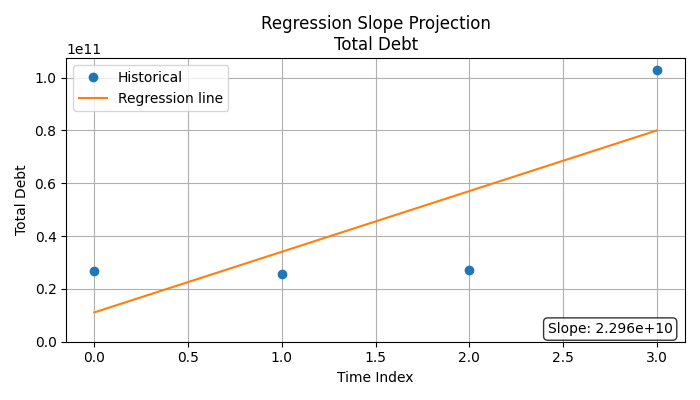 Regression Slope Projection
Total Debt
1e11
Historical
Regression line
1.0
0.8
0.6
0.4
0.2
0.0
Total Debt
Slope: 2.296e+10
0.0 0.5 1.0 1.5 2.0 2.5 3.0
Time Index